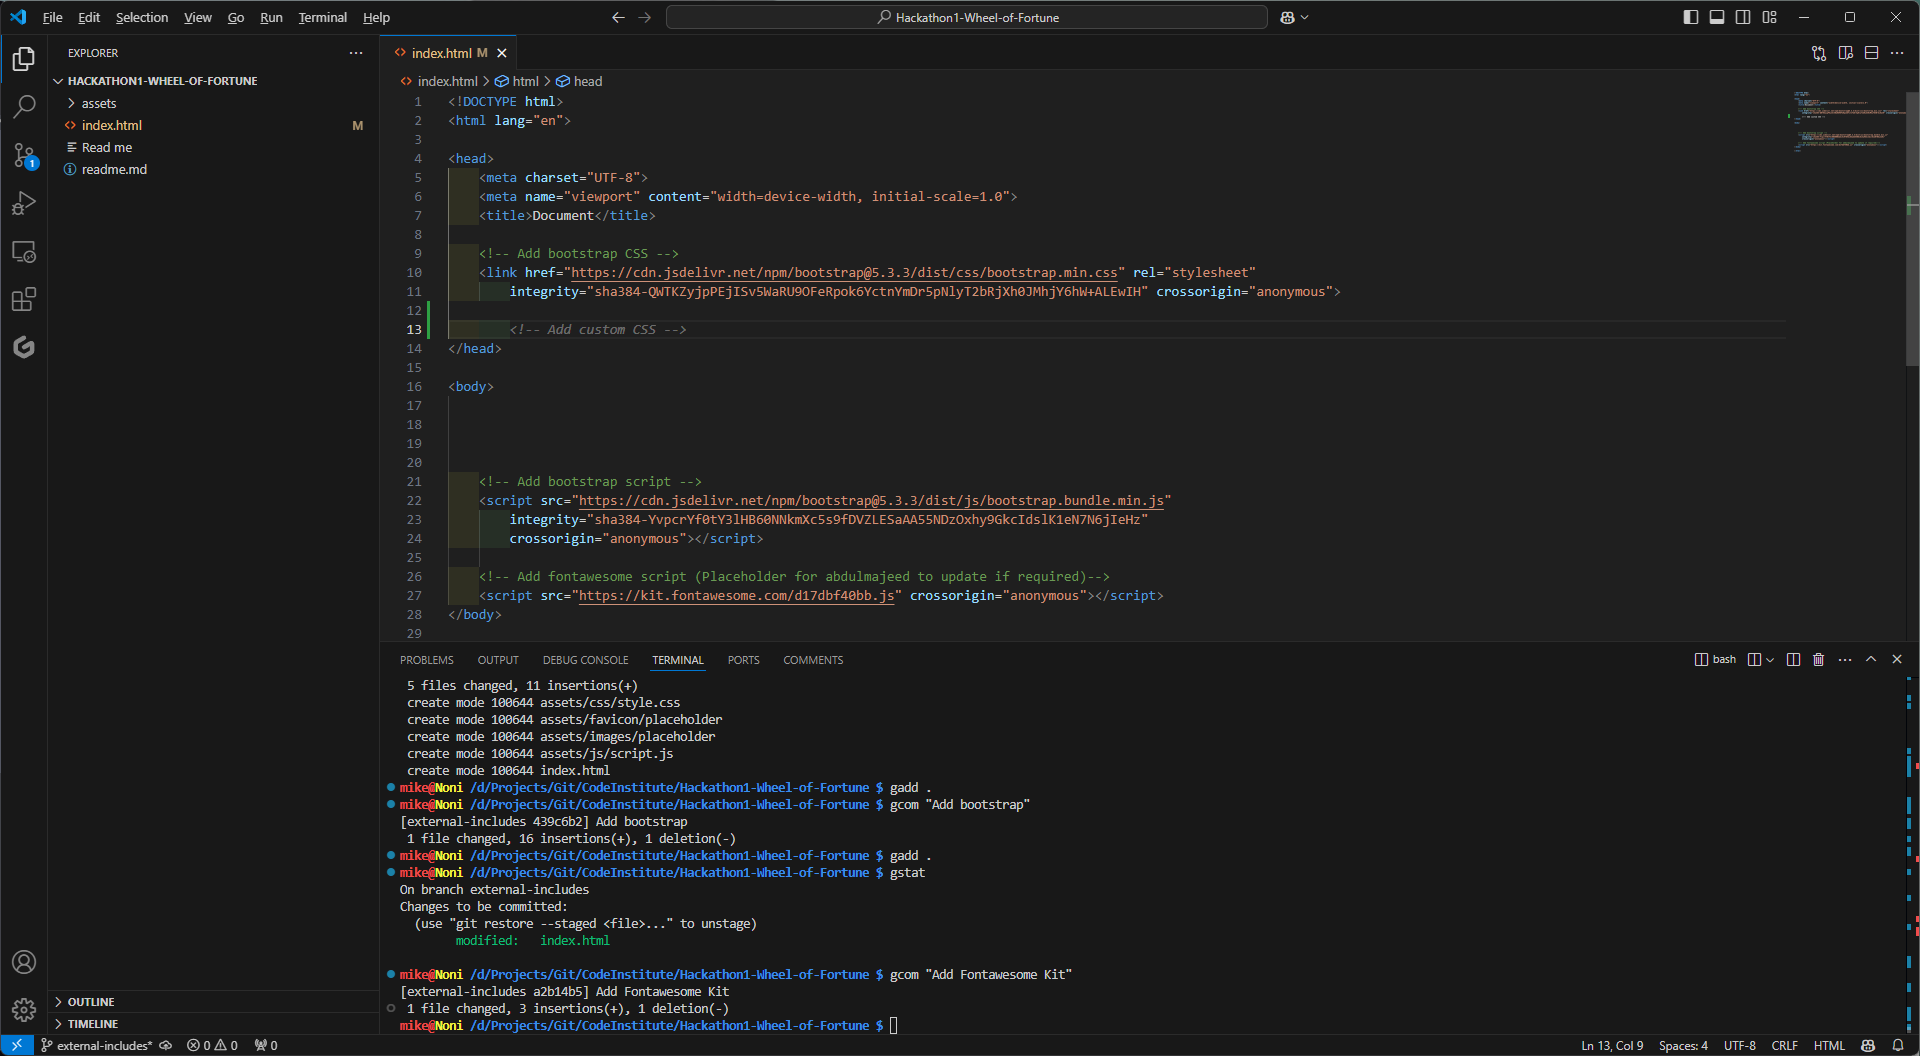 File Edit Selection View Go Run Terminal Help
Hackathon1-Wheel-of-Fortune
EXPLORER
HACKATHON1-WHEEL-OF-FORTUNE
assets
index.html M
Read me
readme.md
1
OUTLINE
TIMELINE
index.html M
index.html > html > head
1 <!DOCTYPE html>
2 <html lang="en">
3
4 <head>
5 <meta charset="UTF-8">
6 <meta name="viewport" content="width=device-width, initial-scale=1.0">
7 <title>Document</title>
8
9 <!-- Add bootstrap CSS -->
10 <link href="https://cdn.jsdelivr.net/npm/bootstrap@5.3.3/dist/css/bootstrap.min.css" rel="stylesheet"
11 integrity="sha384-QWTKZyjpPEjISv5WaRU9OFeRpok6YctnYmDr5pNlyT2bRjXh0JMhjY6hW+ALEwIH" crossorigin="anonymous">
12
13 <!-- Add custom CSS -->
14 </head>
15
16 <body>
17
18
19
20
21 <!-- Add bootstrap script -->
22 <script src="https://cdn.jsdelivr.net/npm/bootstrap@5.3.3/dist/js/bootstrap.bundle.min.js"
23 integrity="sha384-YvpcrYf0tY3lHB60NNkmXc5s9fDVZLESaAA55NDzOxhy9GkcIdslK1eN7N6jIeHz"
24 crossorigin="anonymous"></script>
25
26 <!-- Add fontawesome script (Placeholder for abdulmajeed to update if required)-->
27 <script src="https://kit.fontawesome.com/d17dbf40bb.js" crossorigin="anonymous"></script>
28 </body>
29
PROBLEMS OUTPUT DEBUG CONSOLE TERMINAL PORTS COMMENTS
bash
5 files changed, 11 insertions(+)
create mode 100644 assets/css/style.css
create mode 100644 assets/favicon/placeholder
create mode 100644 assets/images/placeholder
create mode 100644 assets/js/script.js
create mode 100644 index.html
mike@Noni /d/Projects/Git/CodeInstitute/Hackathon1-Wheel-of-Fortune $ gadd .
mike@Noni /d/Projects/Git/CodeInstitute/Hackathon1-Wheel-of-Fortune $ gcom "Add bootstrap"
[external-includes 439c6b2] Add bootstrap
1 file changed, 16 insertions(+), 1 deletion(-)
mike@Noni /d/Projects/Git/CodeInstitute/Hackathon1-Wheel-of-Fortune $ gadd .
mike@Noni /d/Projects/Git/CodeInstitute/Hackathon1-Wheel-of-Fortune $ gstat
On branch external-includes
Changes to be committed:
(use "git restore --staged <file>..." to unstage)
modified: index.html
mike@Noni /d/Projects/Git/CodeInstitute/Hackathon1-Wheel-of-Fortune $ gcom "Add Fontawesome Kit"
[external-includes a2b14b5] Add Fontawesome Kit
1 file changed, 3 insertions(+), 1 deletion(-)
mike@Noni /d/Projects/Git/CodeInstitute/Hackathon1-Wheel-of-Fortune $
external-includes* 0 0 0
Ln 13, Col 9 Spaces: 4 UTF-8 CRLF HTML